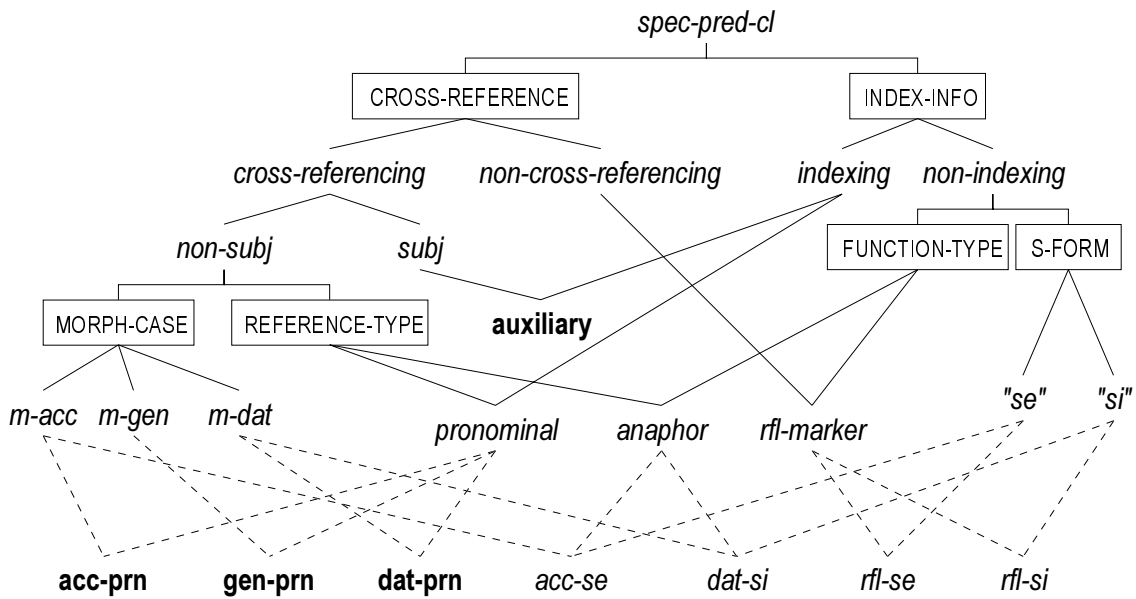 spec-pred-cl
CROSS-REFERENCE INDEX-INFO
cross-referencing non-cross-referencing indexing non-indexing
non-subj subj FUNCTION-TYPE S-FORM
MORPH-CASE REFERENCE-TYPE auxiliary
m-acc m-gen m-dat pronominal anaphor rfl-marker "se" "si"
acc-prn gen-prn dat-prn acc-se dat-si rfl-se rfl-si